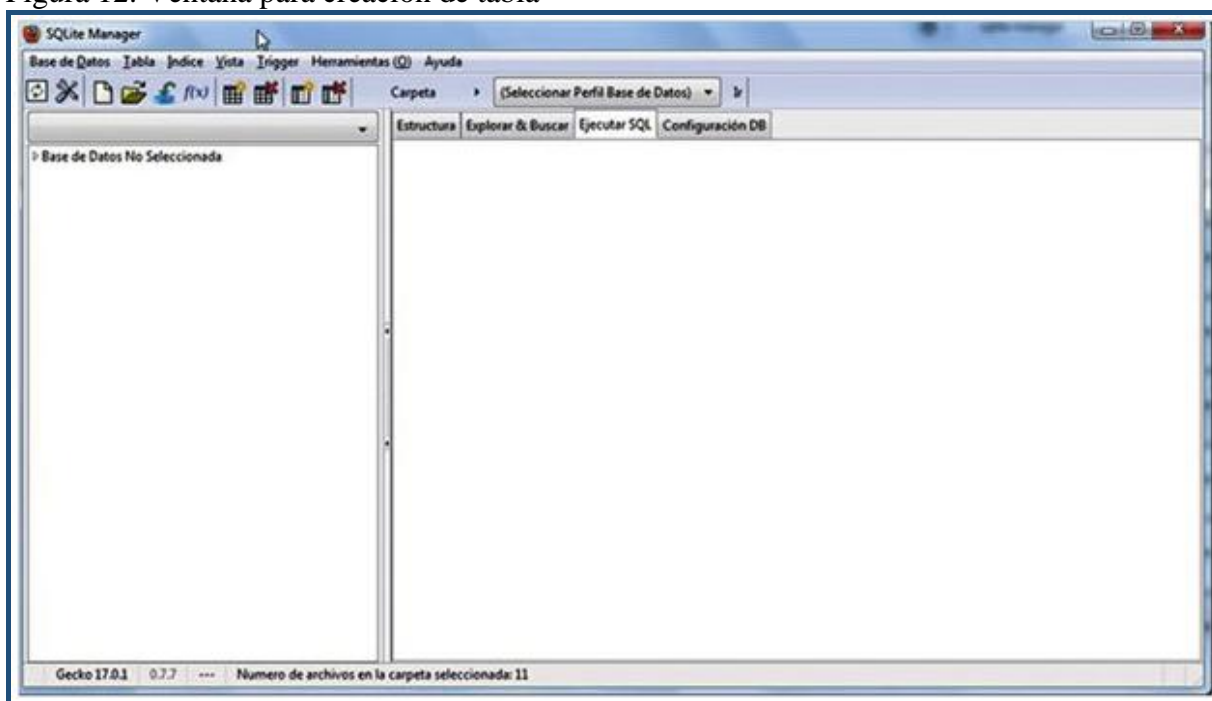 Figura 12. Ventana para creación de tabla
SQLite Manager
Base de Datos Tabla Índice Vista Trigger Herramientas (Q) Ayuda
f(x) Carpeta (Seleccionar Perfil Base de Datos) Ir
Estructura Explorar & Buscar Ejecutar SQL Configuración DB
Base de Datos No Seleccionada
Gecko 17.0.1 0.7.7 --- Numero de archivos en la carpeta seleccionada: 11